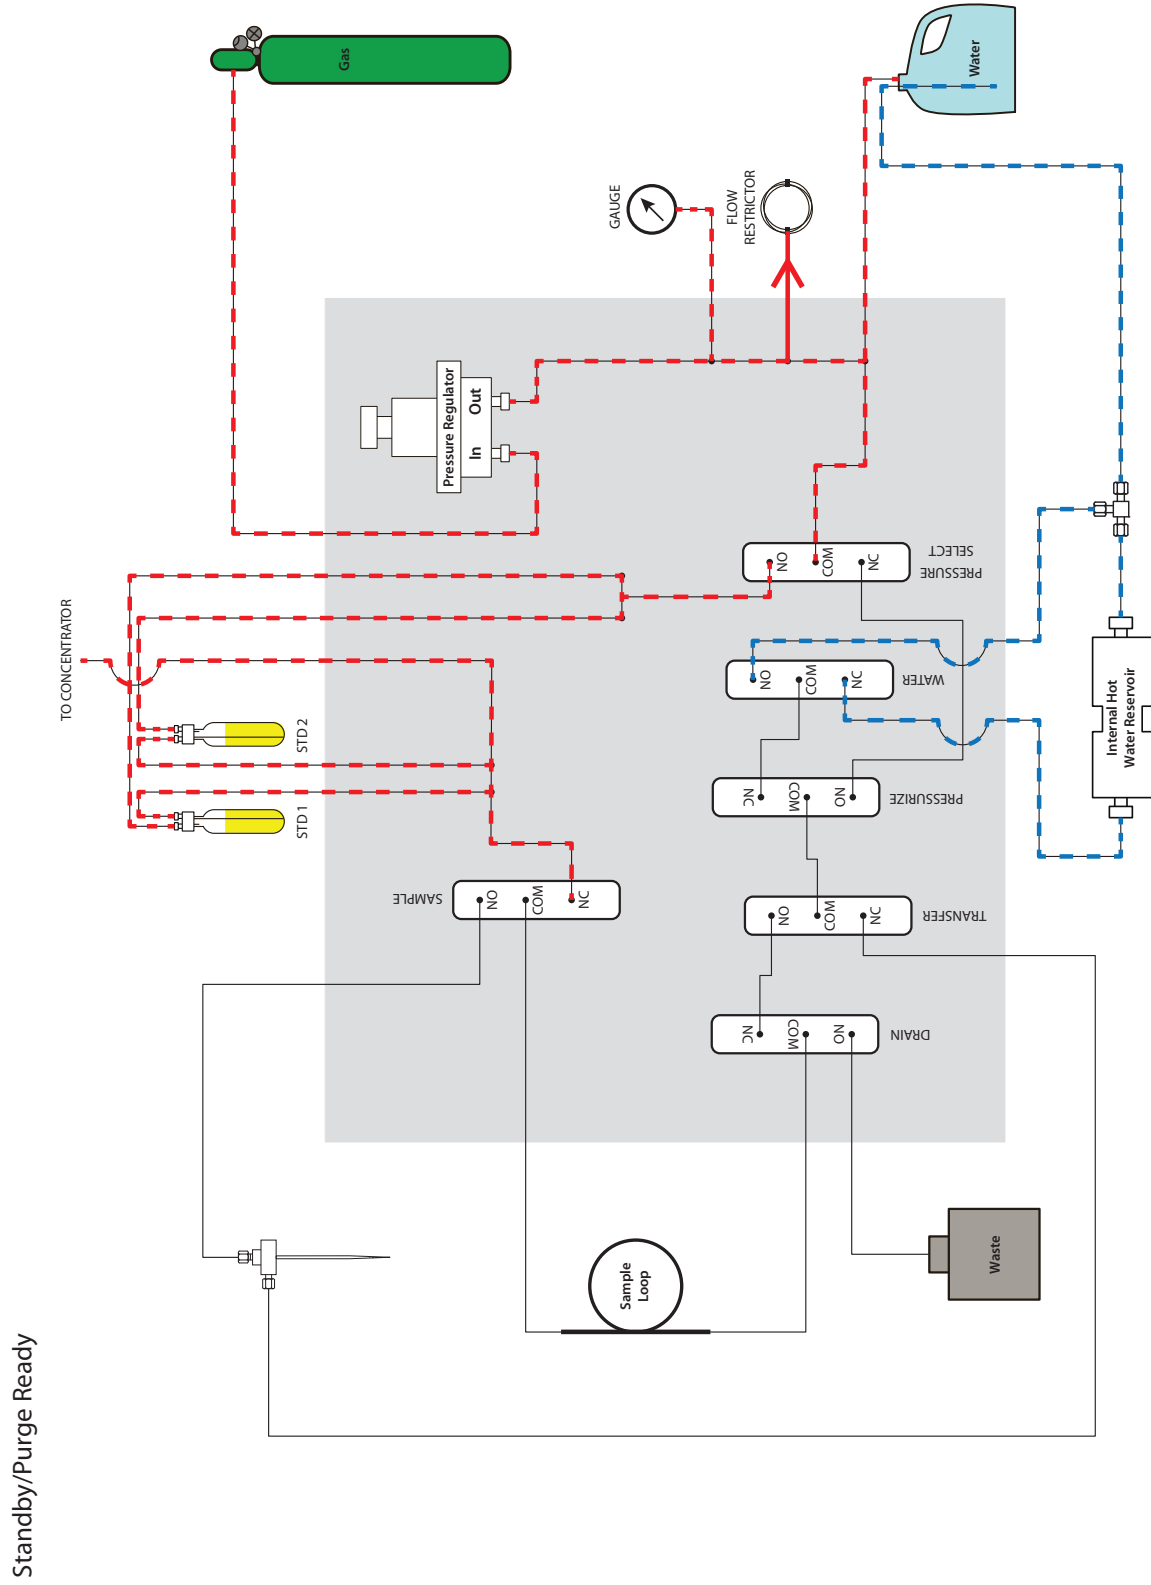 Standby/Purge Ready
TO CONCENTRATOR
Gas
Water
GAUGE
FLOW
RESTRICTOR
Pressure Regulator
In
Out
STD 1
STD 2
SAMPLE
NO
COM
NC
PRESSURE
SELECT
NO
COM
NC
WATER
NO
COM
NC
PRESSURIZE
NC
COM
NO
TRANSFER
NO
COM
NC
DRAIN
NC
COM
NO
Sample
Loop
Waste
Internal Hot
Water Reservoir